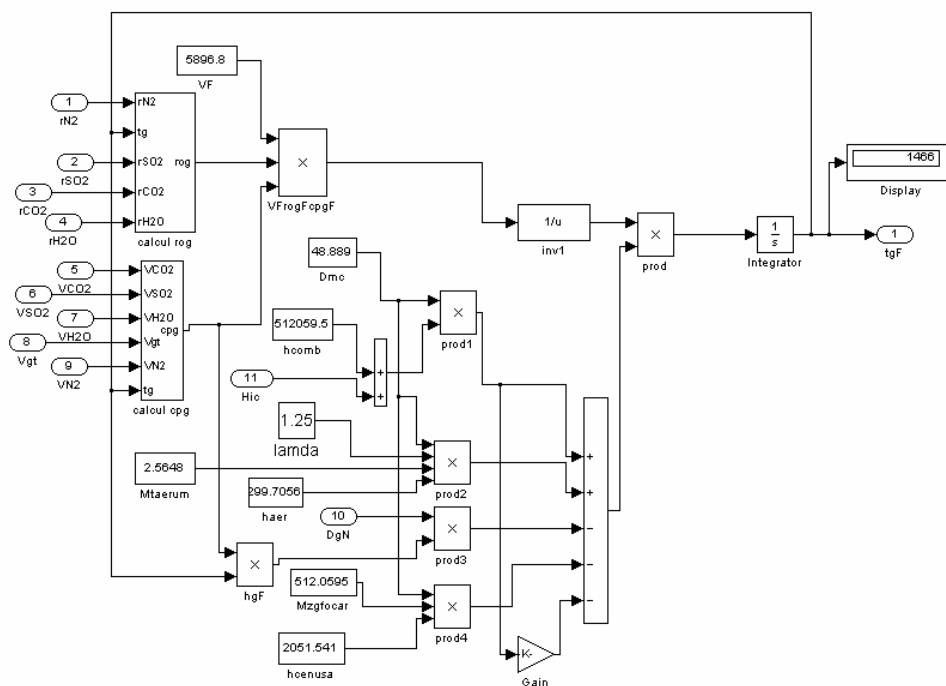 5896.8
VF
1
rN2
rN2
tg
2
rSO2
rSO2
rog
3
rCO2
rCO2
4
rH2O
rH2O
calcul rog
×
VFrogFcpgF
1/u
inv1
×
prod
1
s
Integrator
1466
Display
1
tgF
5
VCO2
VCO2
6
VSO2
VSO2
7
VH2O
VH2O
cpg
8
Vgt
Vgt
9
VN2
VN2
tg
calcul cpg
48.889
Dmc
×
prod1
512059.5
hcomb
+
+
11
Hic
1.25
lamda
2.5648
Mtaerum
299.7056
haer
×
prod2
10
DgN
×
prod3
×
hgF
512.0595
Mzgfocar
×
prod4
2051.541
hcenusa
+
+
−
−
−
K-
Gain